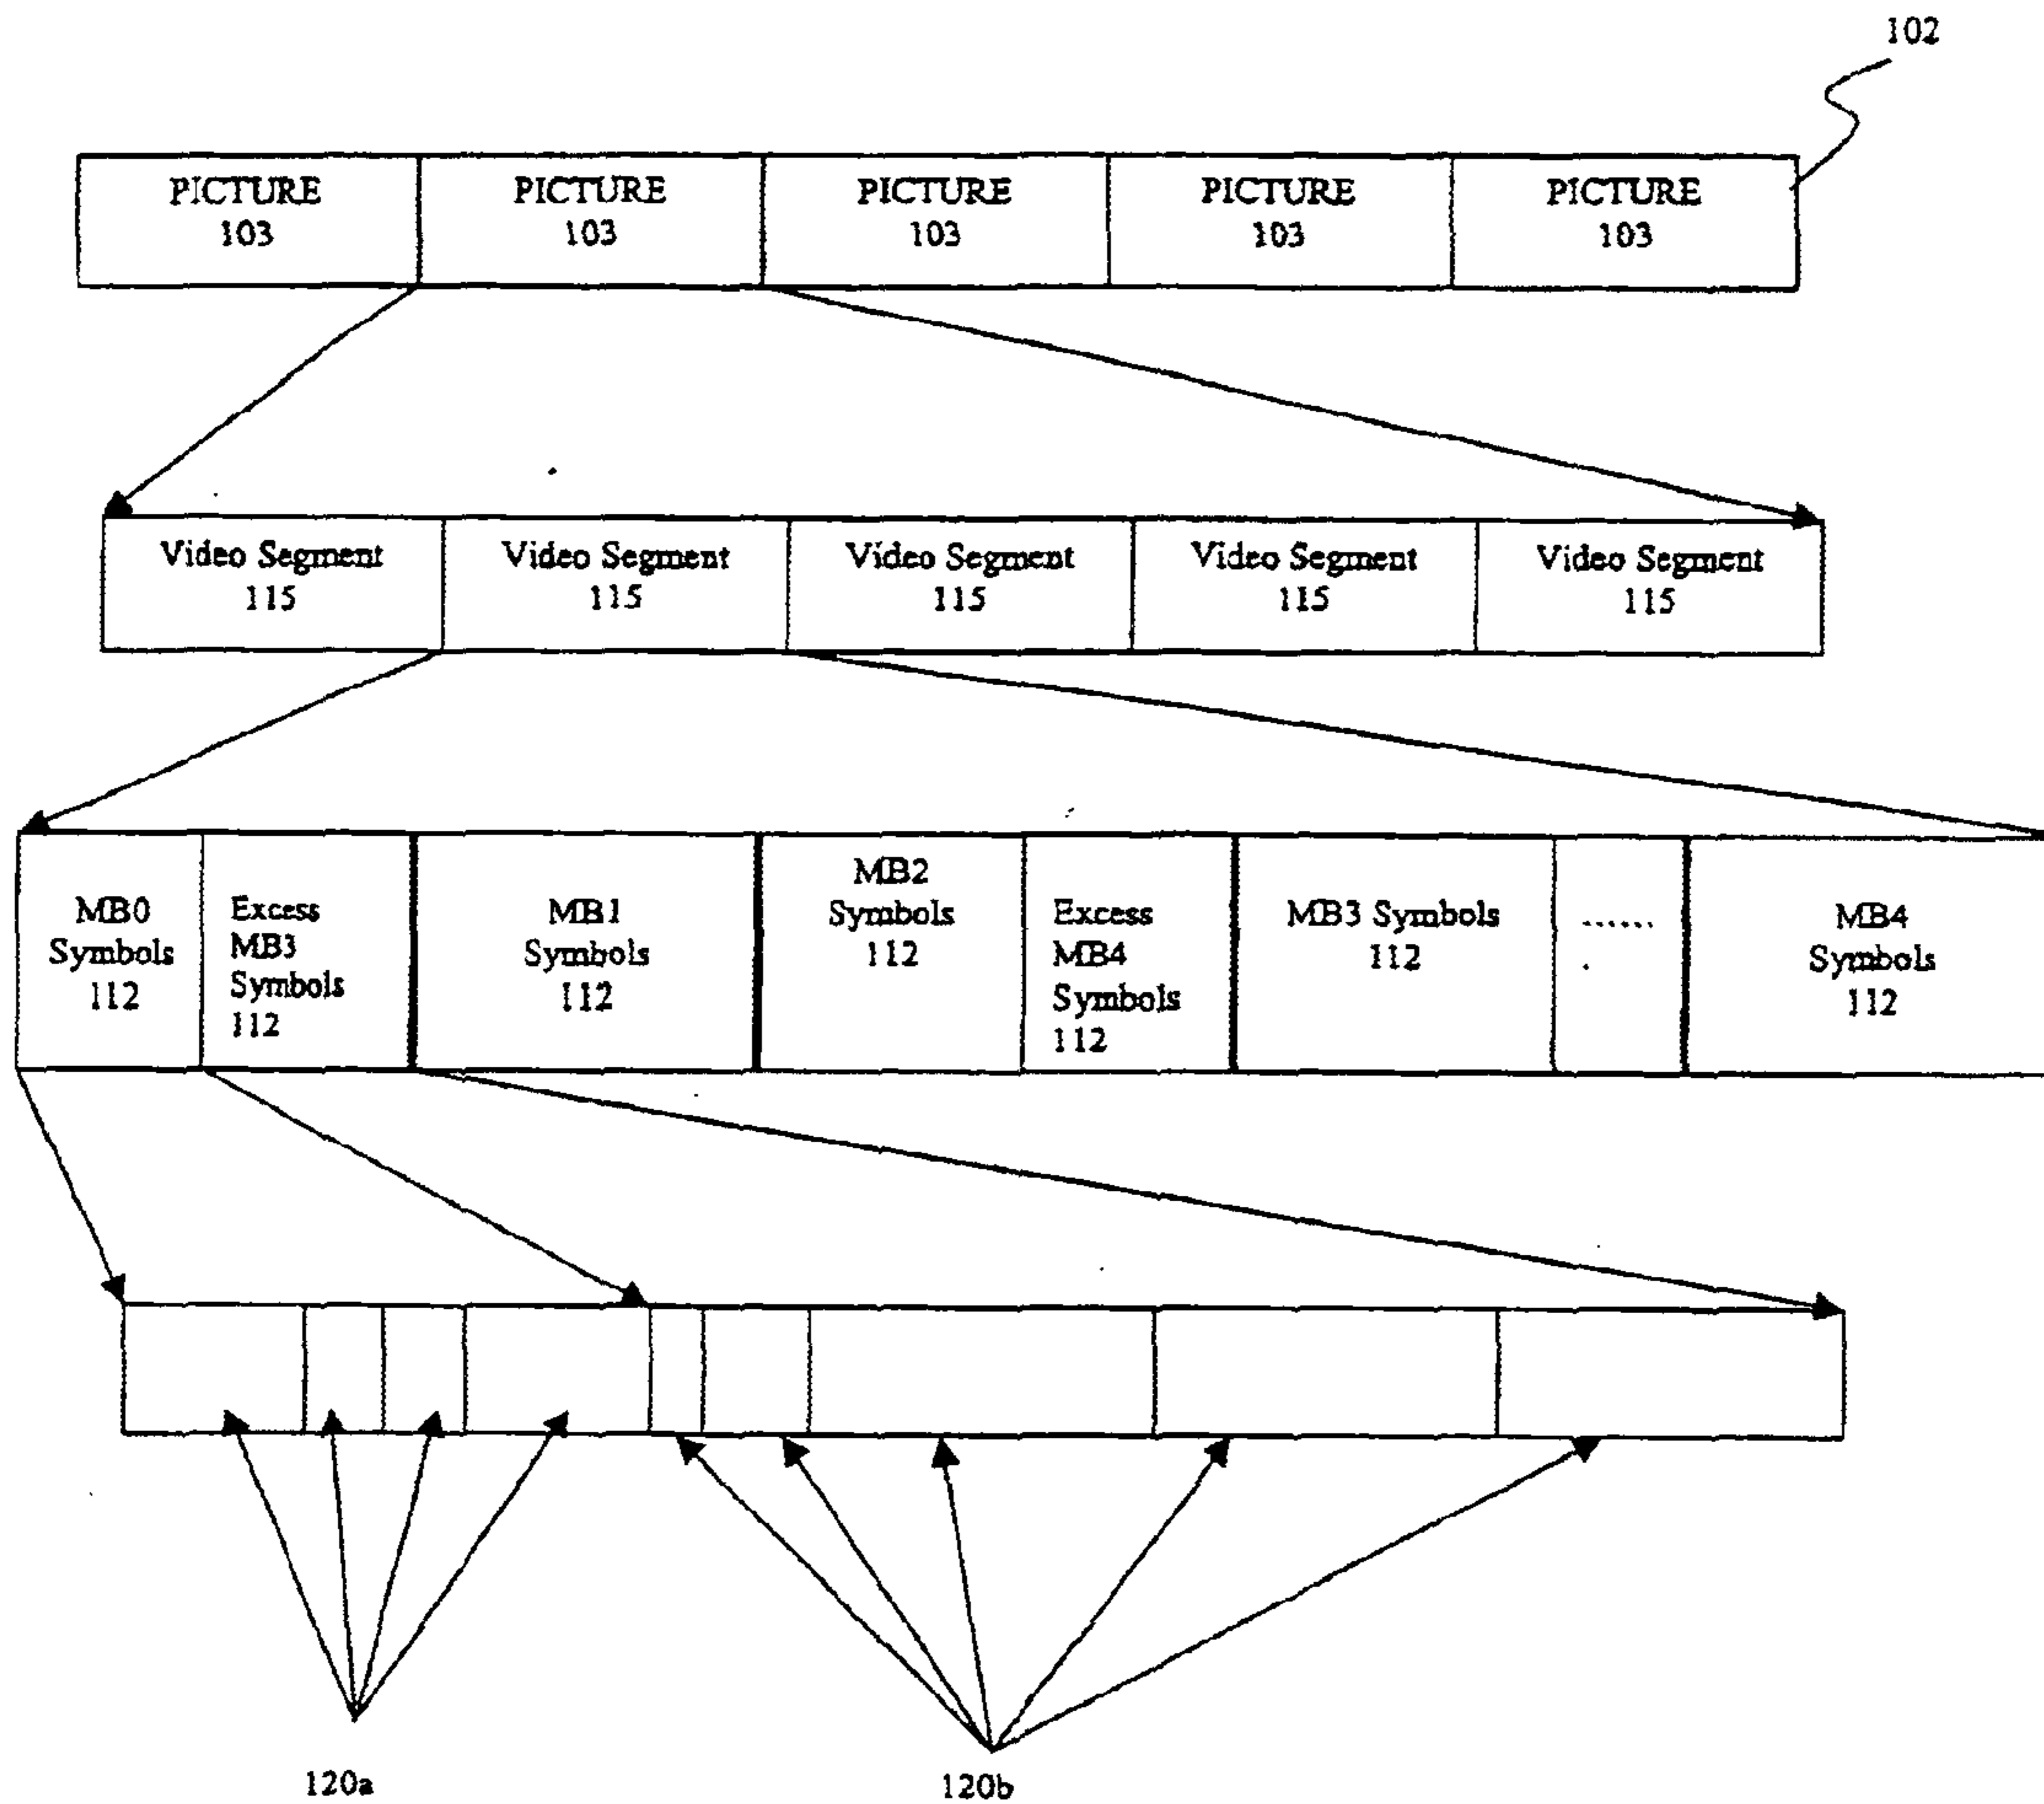 102
PICTURE
103
PICTURE
103
PICTURE
103
PICTURE
103
PICTURE
103
Video Segment
115
Video Segment
115
Video Segment
115
Video Segment
115
Video Segment
115
MB0
Symbols
112
Excess
MB3
Symbols
112
MB1
Symbols
112
MB2
Symbols
112
Excess
MB4
Symbols
112
MB3 Symbols
112
......
MB4
Symbols
112
120a
120b